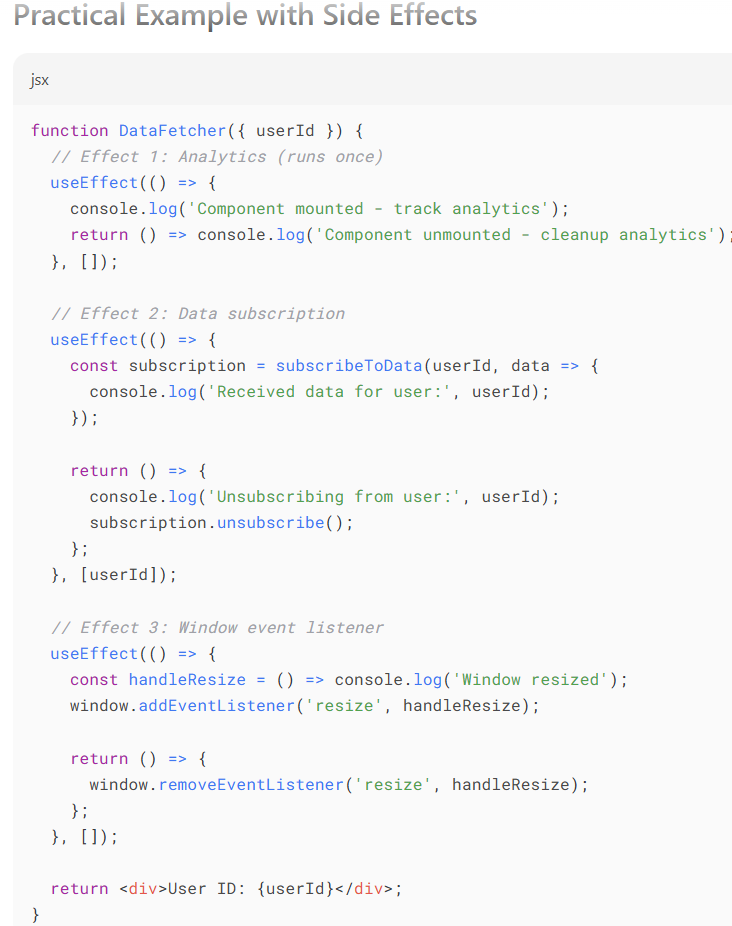 Practical Example with Side Effects
jsx
function DataFetcher({ userId }) {
  // Effect 1: Analytics (runs once)
  useEffect(() => {
    console.log('Component mounted - track analytics');
    return () => console.log('Component unmounted - cleanup analytics');
  }, []);

  // Effect 2: Data subscription
  useEffect(() => {
    const subscription = subscribeToData(userId, data => {
      console.log('Received data for user:', userId);
    });

    return () => {
      console.log('Unsubscribing from user:', userId);
      subscription.unsubscribe();
    };
  }, [userId]);

  // Effect 3: Window event listener
  useEffect(() => {
    const handleResize = () => console.log('Window resized');
    window.addEventListener('resize', handleResize);

    return () => {
      window.removeEventListener('resize', handleResize);
    };
  }, []);

  return <div>User ID: {userId}</div>;
}